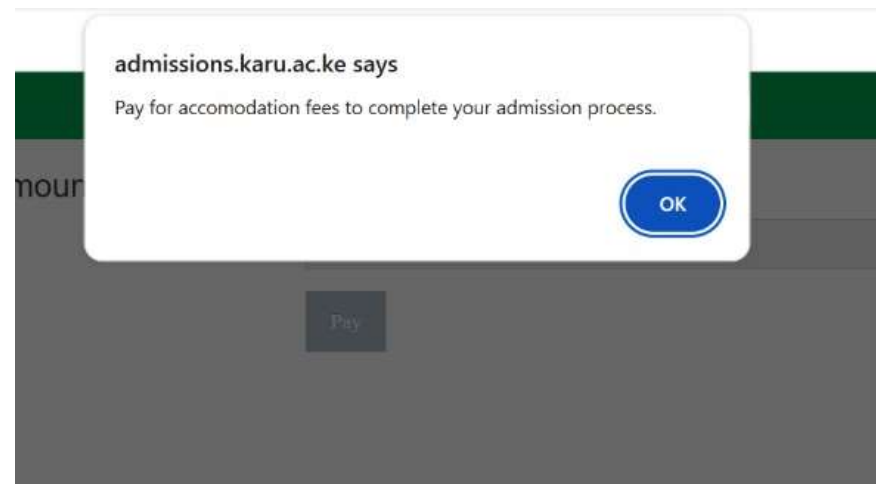 admissions.karu.ac.ke says
Pay for accomodation fees to complete your admission process.
OK
Pay